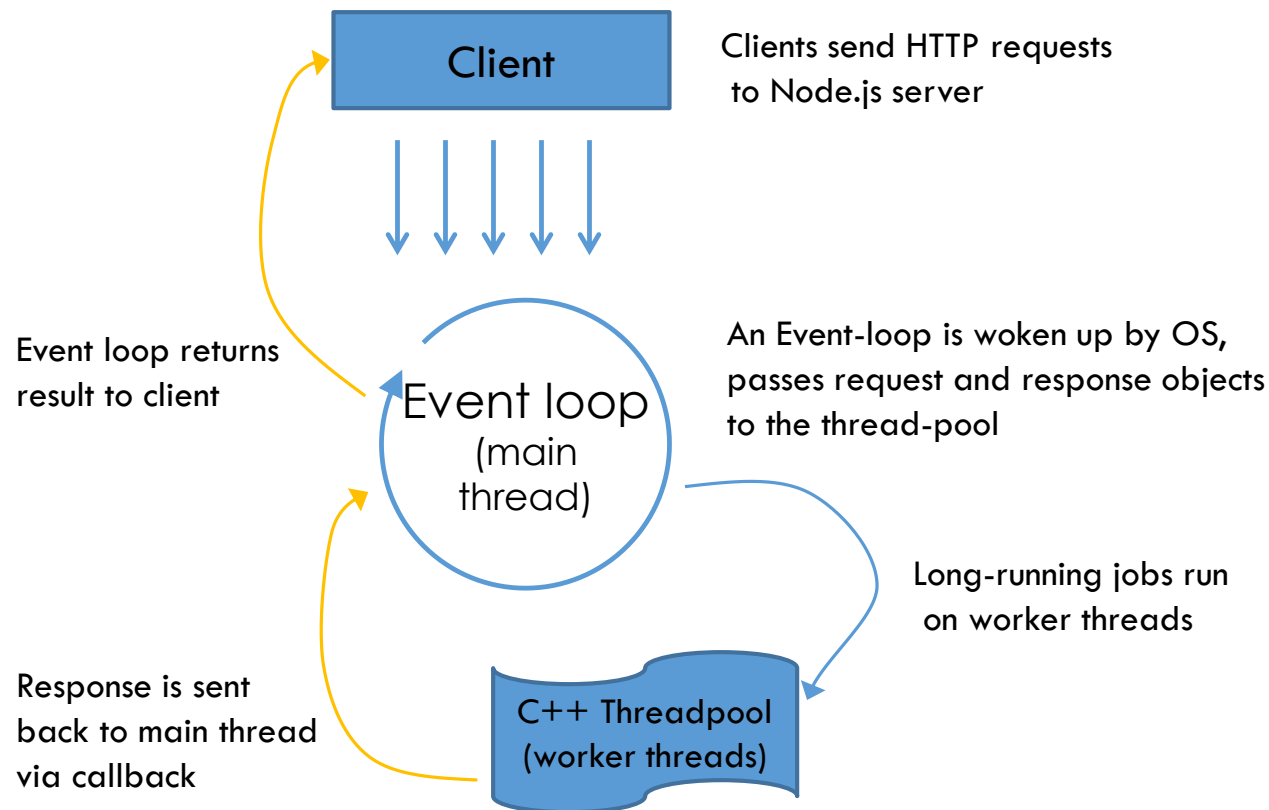 Client
Clients send HTTP requests
to Node.js server
Event loop returns
result to client
Event loop
(main
thread)
An Event-loop is woken up by OS,
passes request and response objects
to the thread-pool
Long-running jobs run
on worker threads
Response is sent
back to main thread
via callback
C++ Threadpool
(worker threads)